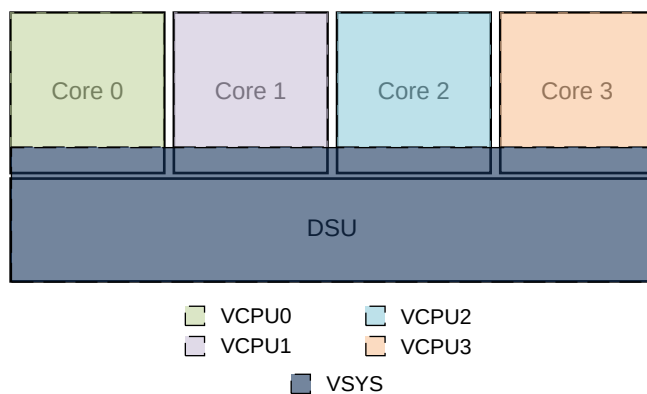 Core 0 Core 1 Core 2 Core 3
DSU
VCPU0 VCPU2
VCPU1 VCPU3
VSYS